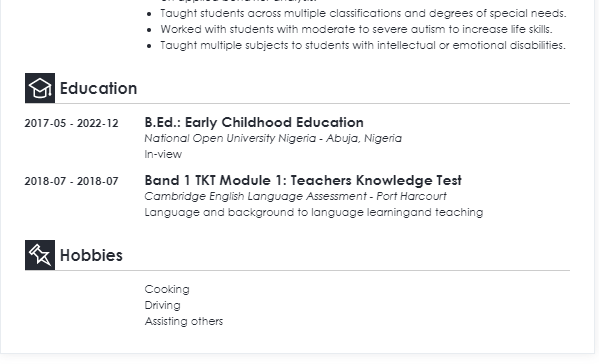 on applied behavior analysis.
• Taught students across multiple classifications and degrees of special needs.
• Worked with students with moderate to severe autism to increase life skills.
• Taught multiple subjects to students with intellectual or emotional disabilities.
Education
2017-05 - 2022-12
B.Ed.: Early Childhood Education
National Open University Nigeria - Abuja, Nigeria
In-view
2018-07 - 2018-07
Band 1 TKT Module 1: Teachers Knowledge Test
Cambridge English Language Assessment - Port Harcourt
Language and background to language learningand teaching
Hobbies
Cooking
Driving
Assisting others